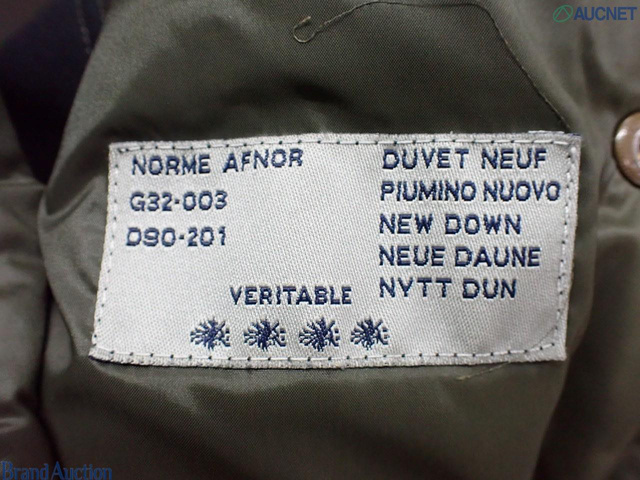 AUCNET
NORME AFNOR
G32-003
D90-201
VERITABLE
DUVET NEUF
PIUMINO NUOVO
NEW DOWN
NEUE DAUNE
NYTT DUN
Brand Auction